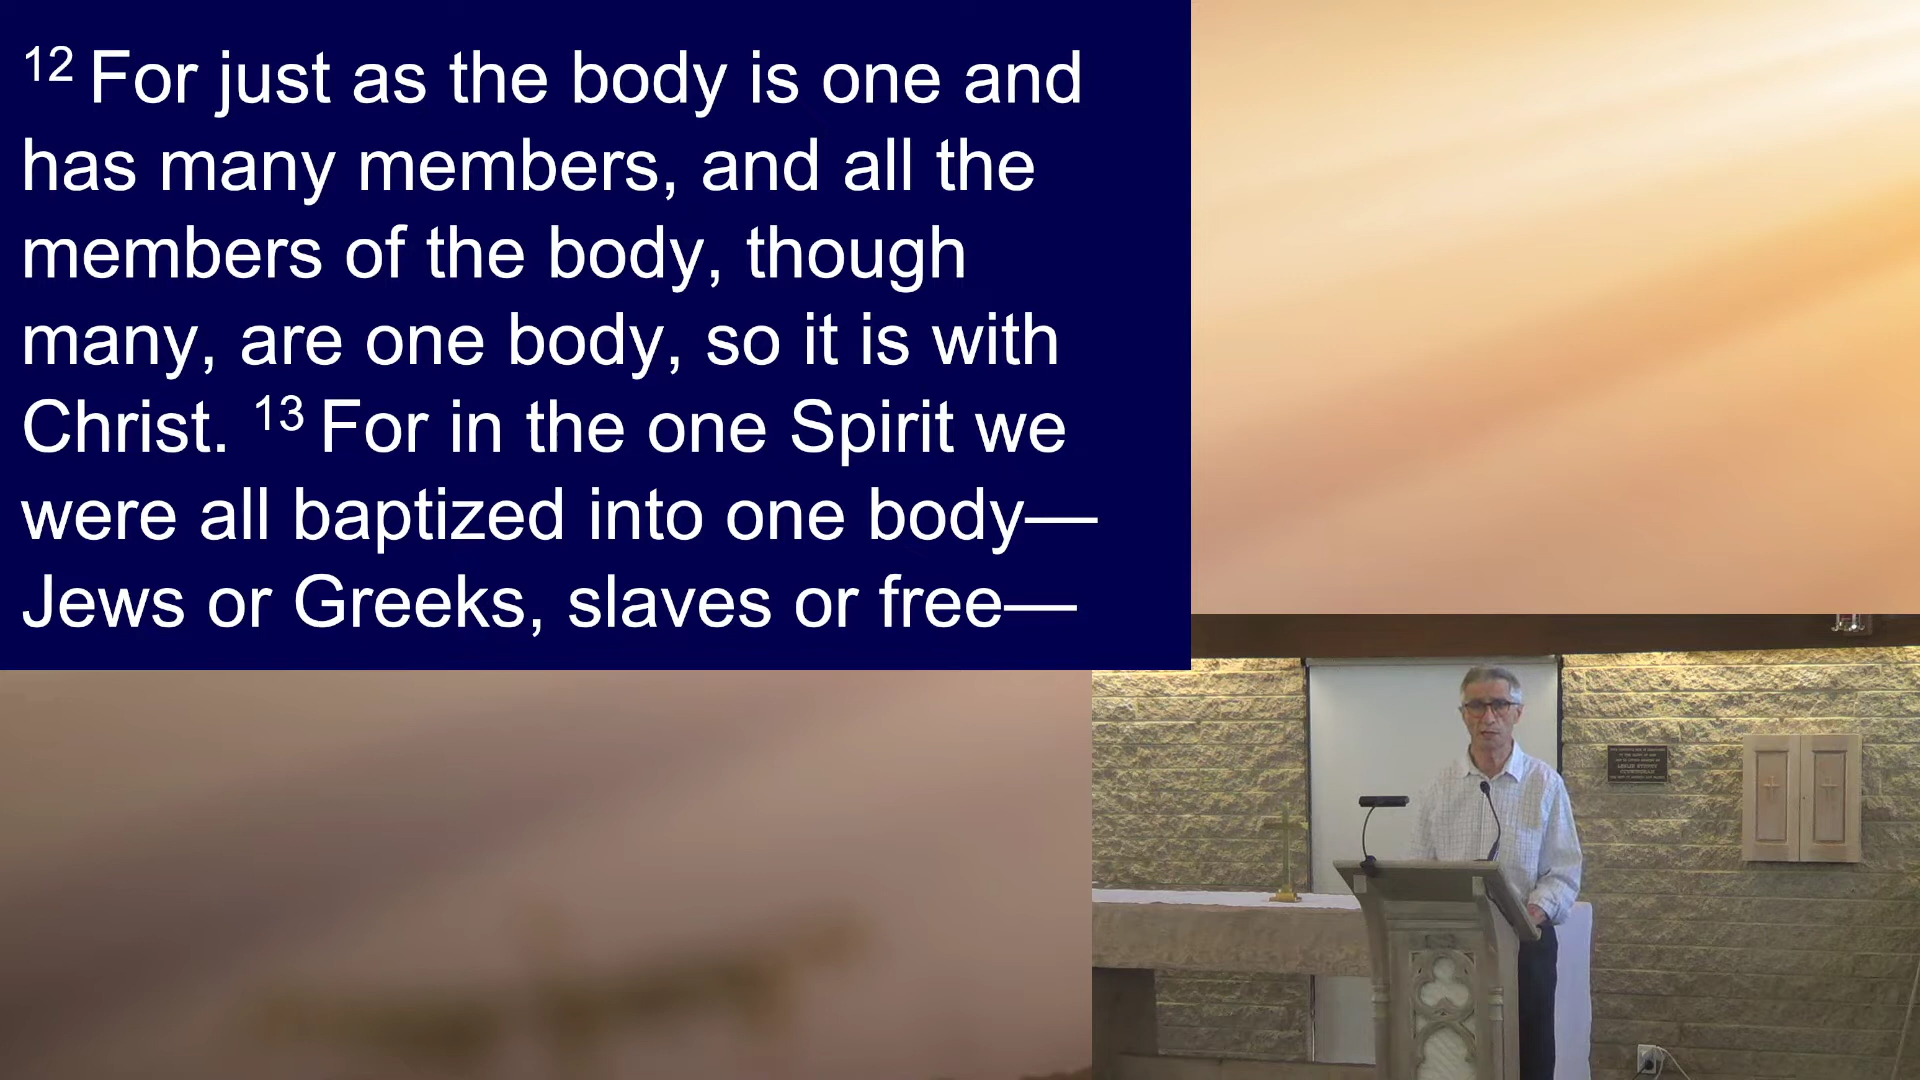 12 For just as the body is one and
has many members, and all the
members of the body, though
many, are one body, so it is with
Christ. 13 For in the one Spirit we
were all baptized into one body—
Jews or Greeks, slaves or free—